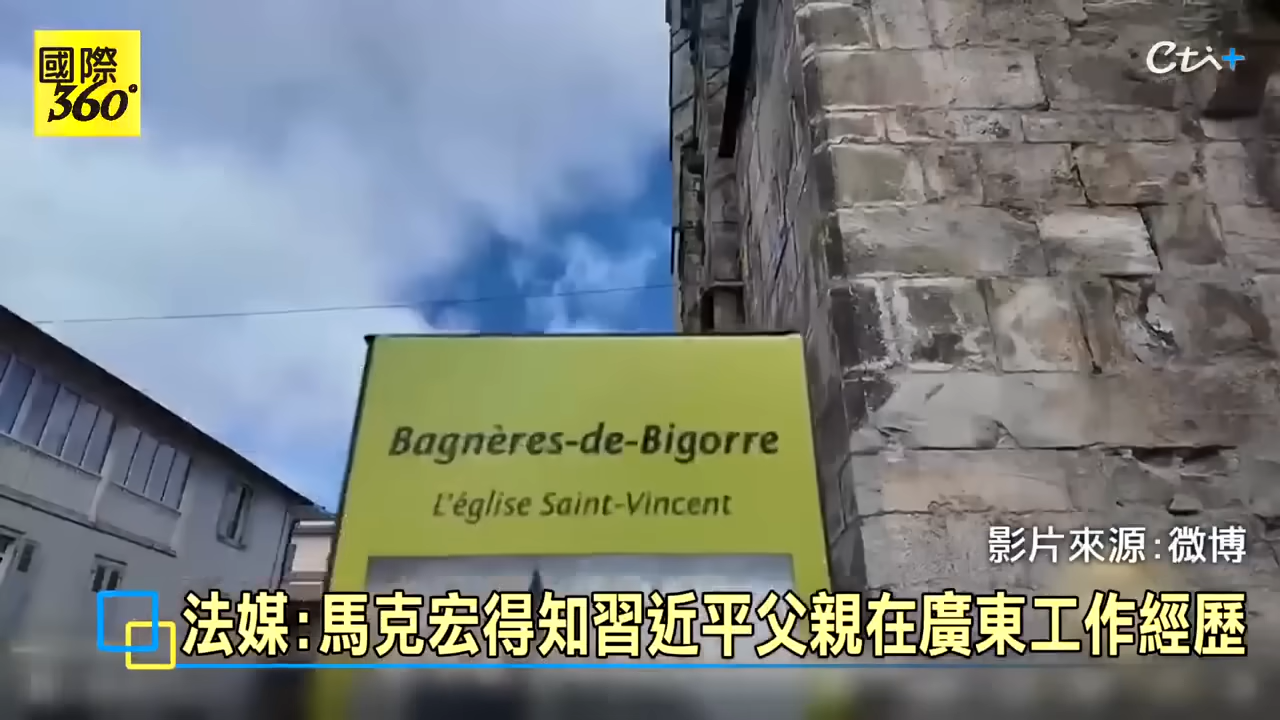 國際
360°
Cti+
Bagnères-de-Bigorre
L'église Saint-Vincent
影片來源:微博
法媒:馬克宏得知習近平父親在廣東工作經歷